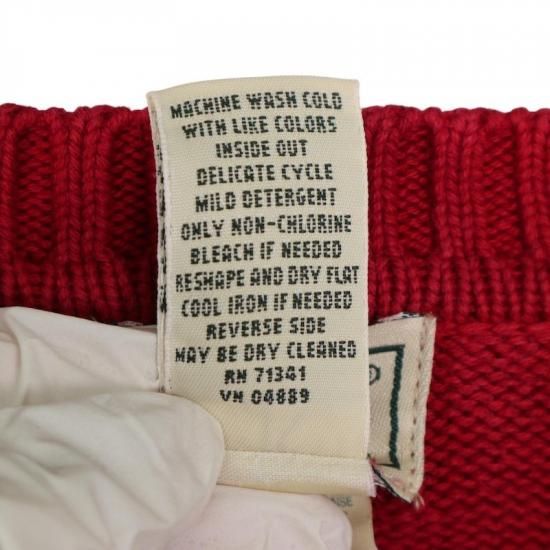 MACHINE WASH COLD
WITH LIKE COLORS
INSIDE OUT
DELICATE CYCLE
MILD DETERGENT
ONLY NON-CHLORINE
BLEACH IF NEEDED
RESHAPE AND DRY FLAT
COOL IRON IF NEEDED
REVERSE SIDE
MAY BE DRY CLEANED
RN 71341
VN 04889